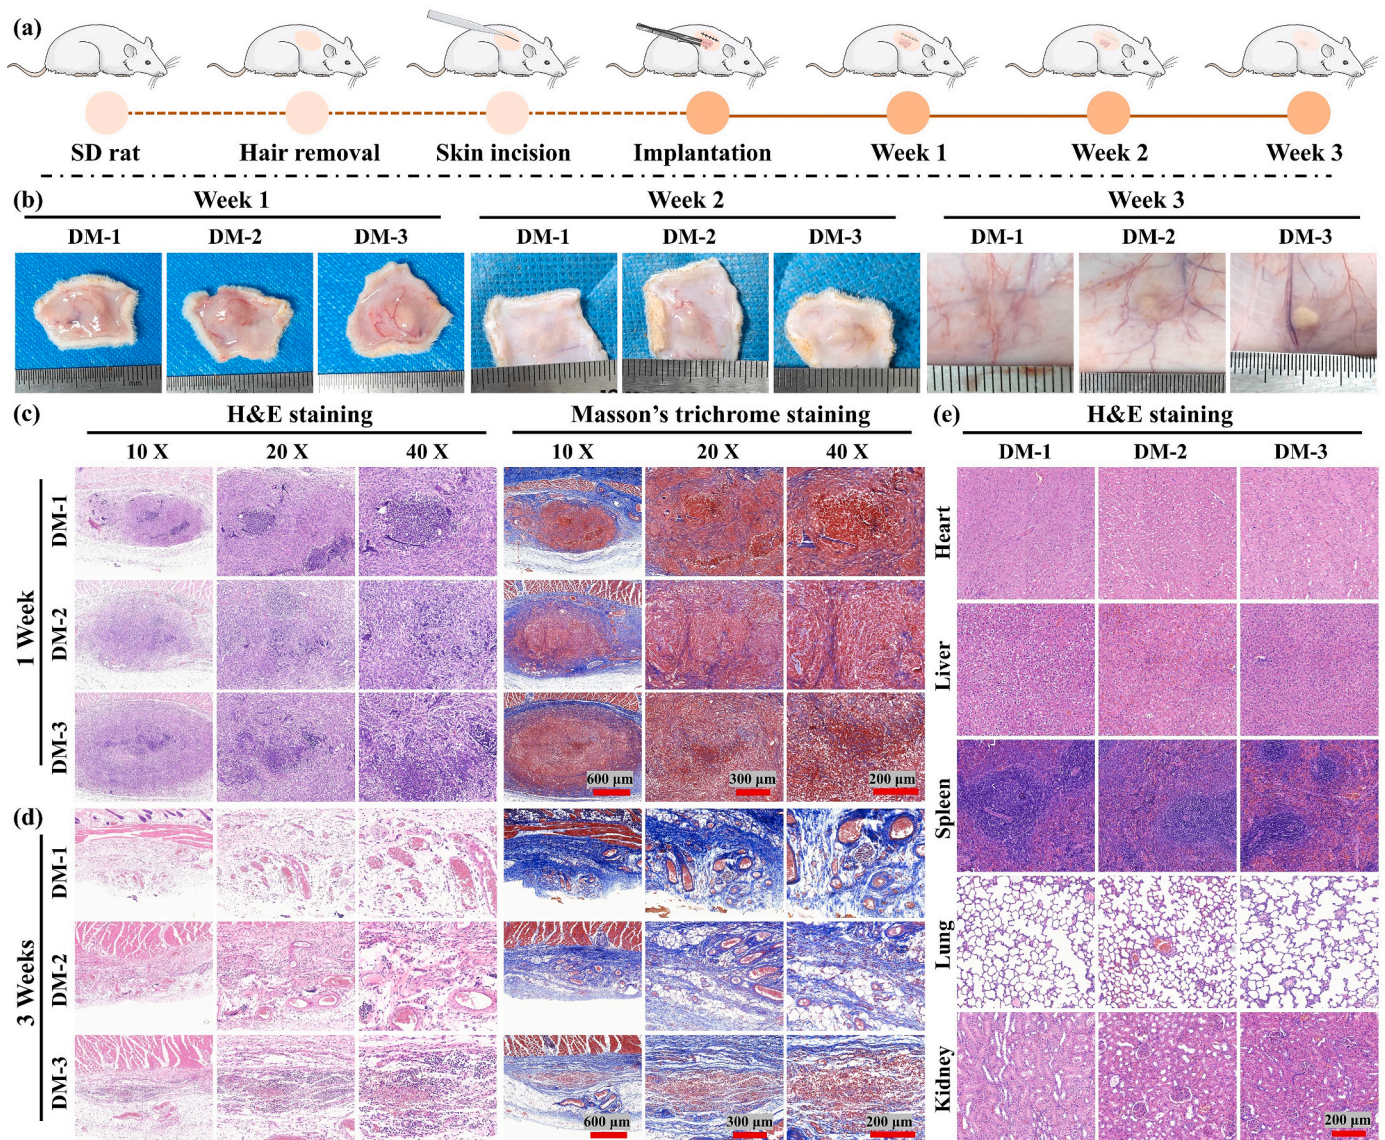 (a)
SD rat Hair removal Skin incision Implantation Week 1 Week 2 Week 3
(b)
Week 1 Week 2 Week 3
DM-1 DM-2 DM-3 DM-1 DM-2 DM-3 DM-1 DM-2 DM-3
mm
(c) H&E staining Masson's trichrome staining
10 X 20 X 40 X 10 X 20 X 40 X
1 Week
DM-1
DM-2
DM-3
600 μm 300 μm 200 μm
(d)
3 Weeks
DM-1
DM-2
DM-3
600 μm 300 μm 200 μm
(e) H&E staining
DM-1 DM-2 DM-3
Heart
Liver
Spleen
Lung
Kidney
200 μm